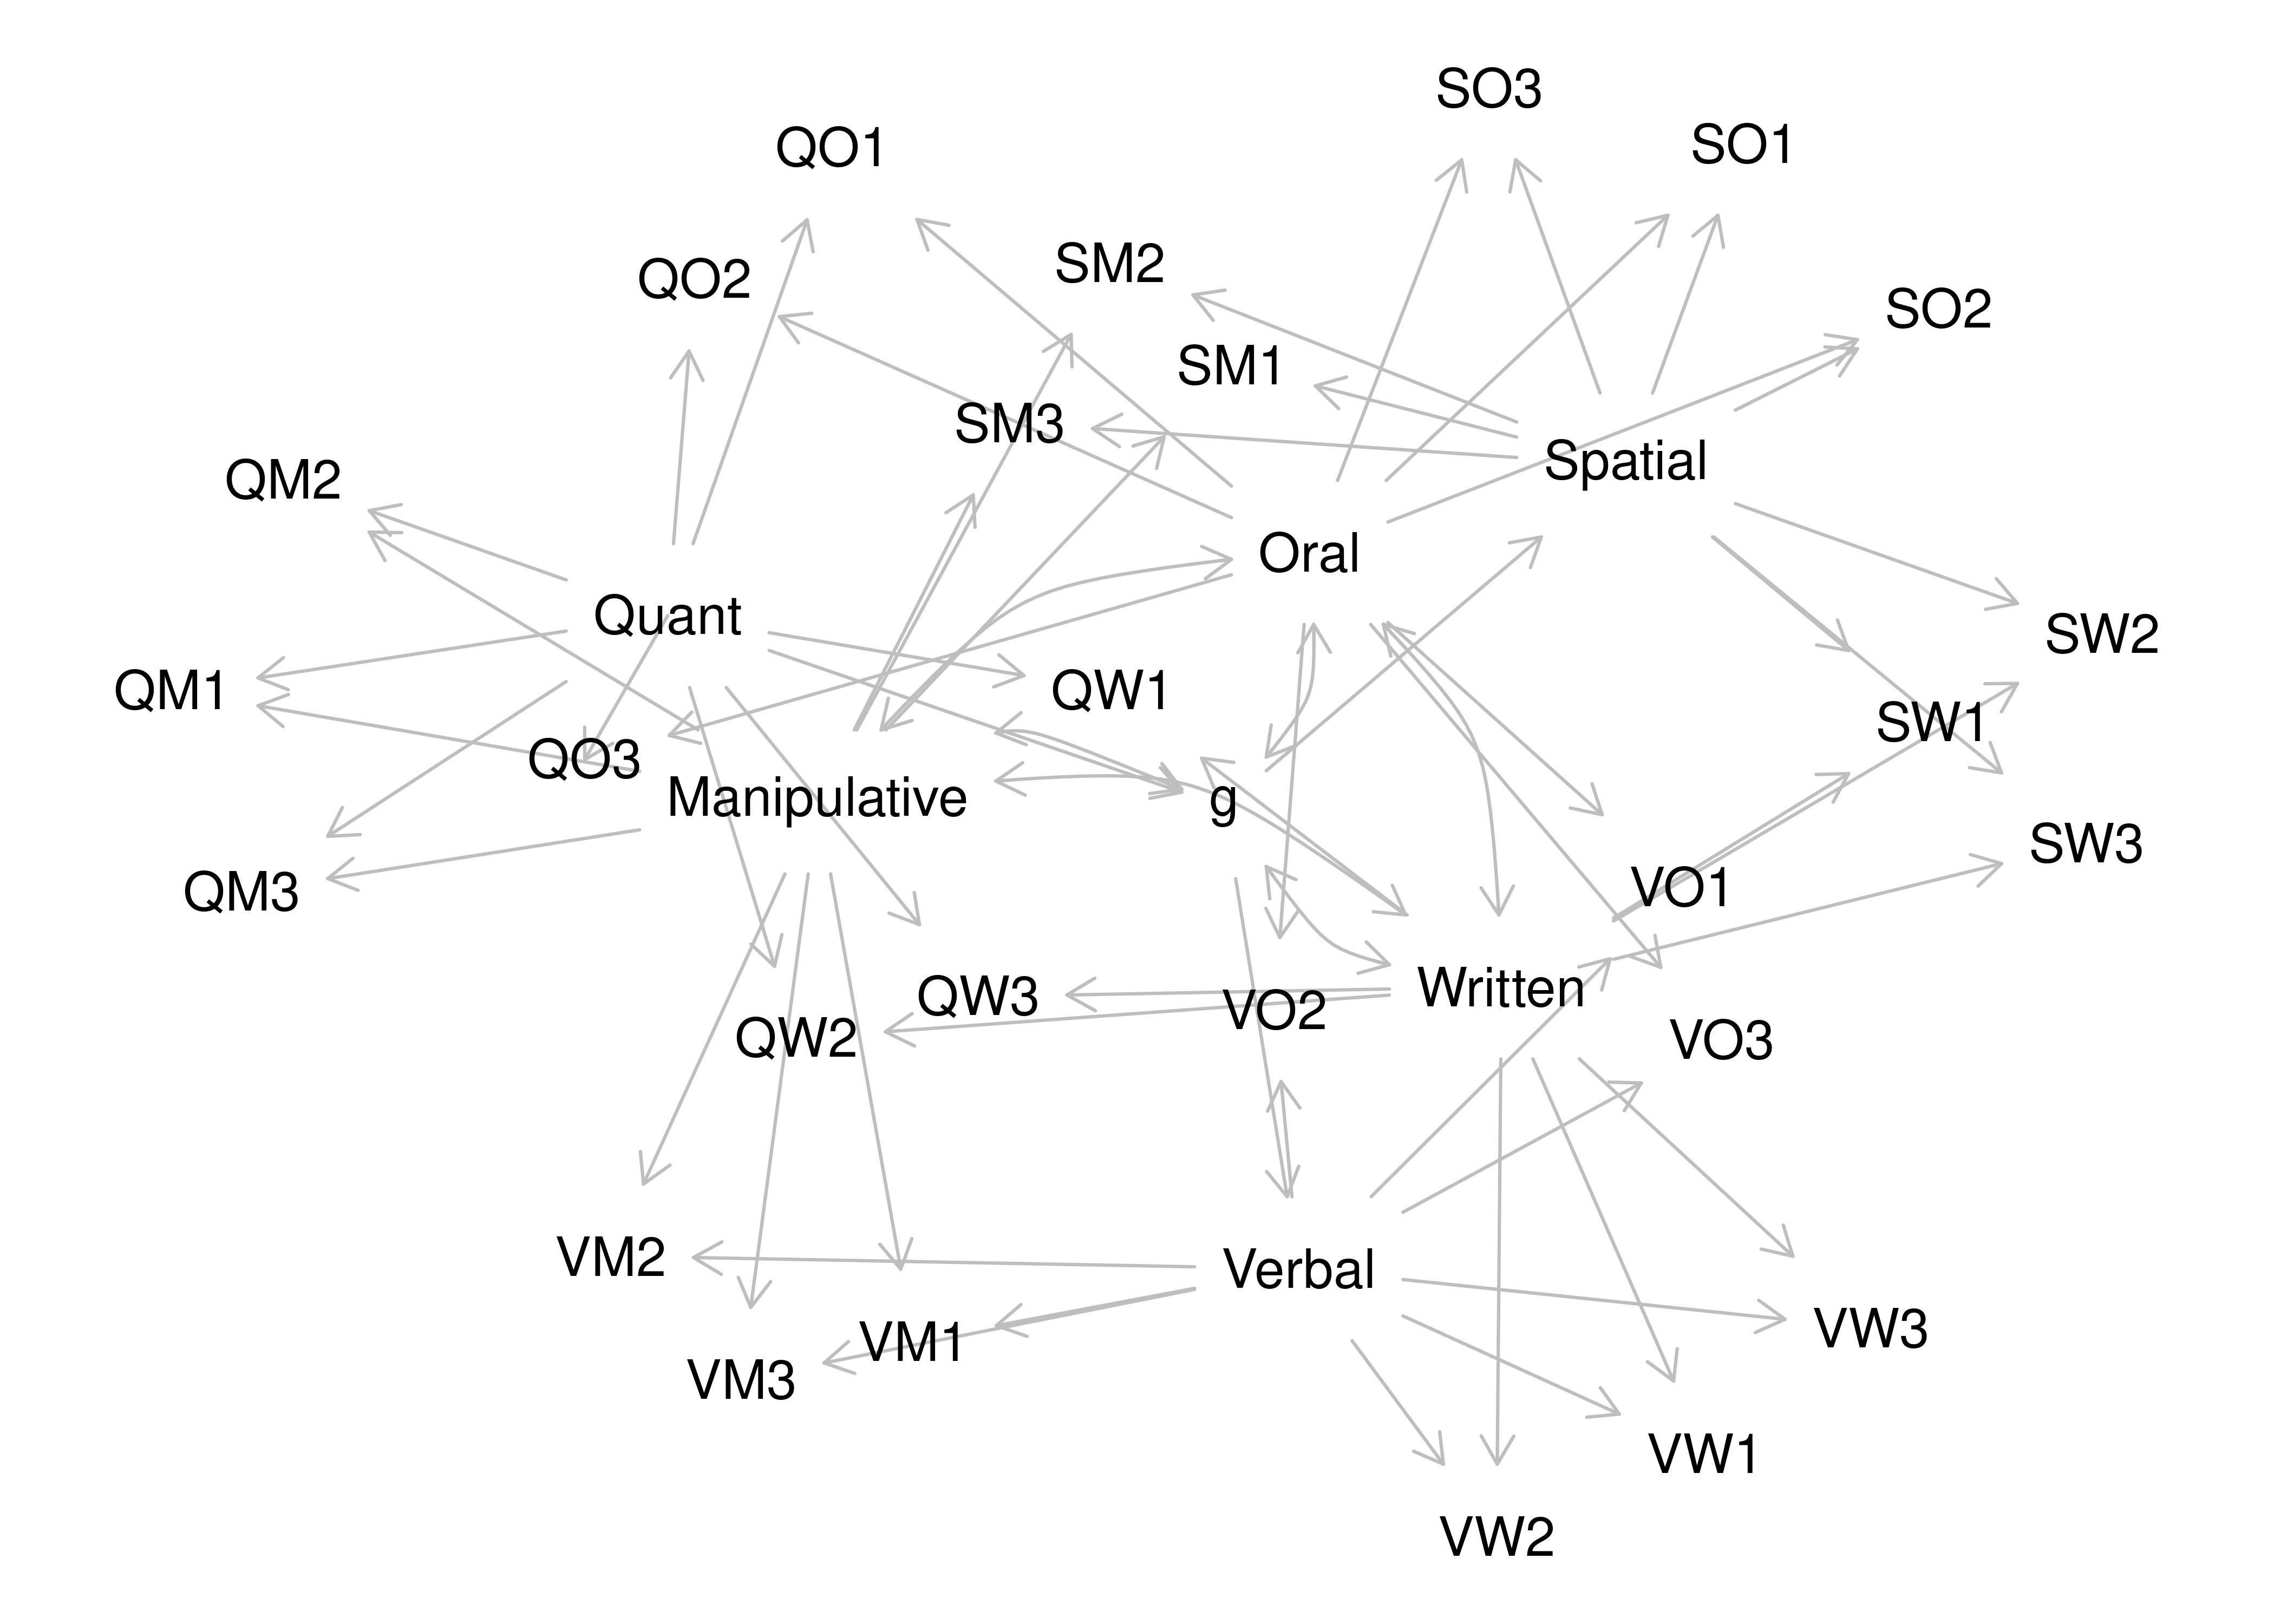 SO3
QO1
SO1
SM2
QO2
SO2
SM1
SM3
Spatial
QM2
Oral
Quant
SW2
QM1
QW1
SW1
QO3
Manipulative
g
SW3
VO1
QM3
Written
QW3
VO2
QW2
VO3
VM2
Verbal
VW3
VM1
VM3
VW1
VW2